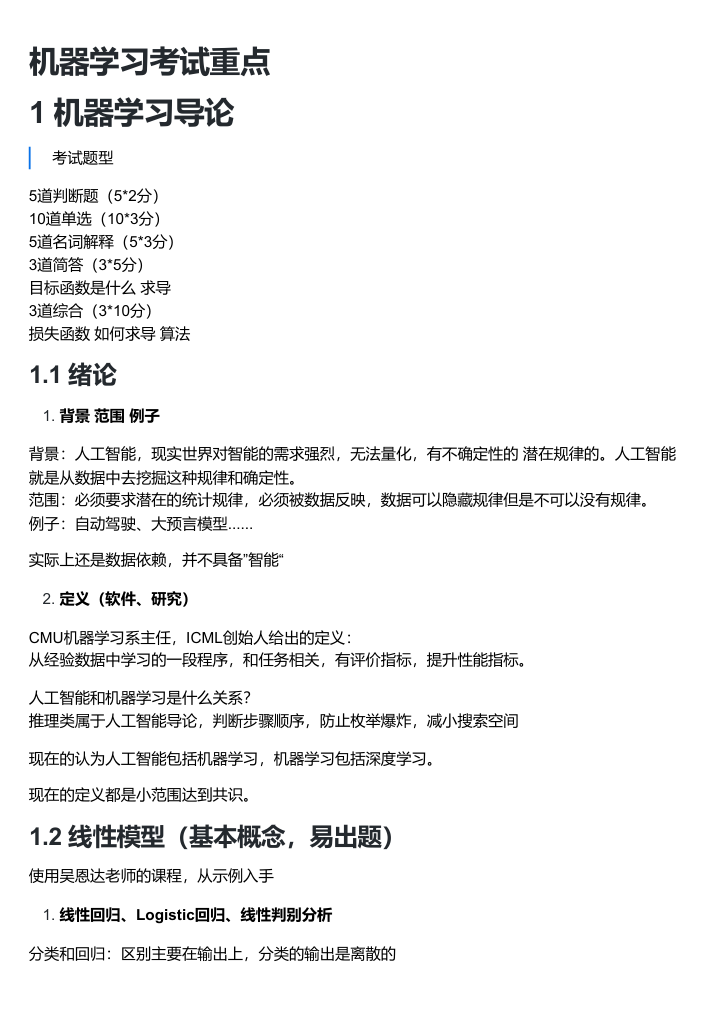 机器学习考试重点
1 机器学习导论
考试题型
5道判断题（5*2分）
10道单选（10*3分）
5道名词解释（5*3分）
3道简答（3*5分）
目标函数是什么 求导
3道综合（3*10分）
损失函数 如何求导 算法
1.1 绪论
1. 背景 范围 例子
背景：人工智能，现实世界对智能的需求强烈，无法量化，有不确定性的 潜在规律的。人工智能
就是从数据中去挖掘这种规律和确定性。
范围：必须要求潜在的统计规律，必须被数据反映，数据可以隐藏规律但是不可以没有规律。
例子：自动驾驶、大预言模型......
实际上还是数据依赖，并不具备”智能“
2. 定义（软件、研究）
CMU机器学习系主任，ICML创始人给出的定义：
从经验数据中学习的一段程序，和任务相关，有评价指标，提升性能指标。
人工智能和机器学习是什么关系？
推理类属于人工智能导论，判断步骤顺序，防止枚举爆炸，减小搜索空间
现在的认为人工智能包括机器学习，机器学习包括深度学习。
现在的定义都是小范围达到共识。
1.2 线性模型（基本概念，易出题）
使用吴恩达老师的课程，从示例入手
1. 线性回归、Logistic回归、线性判别分析
分类和回归：区别主要在输出上，分类的输出是离散的